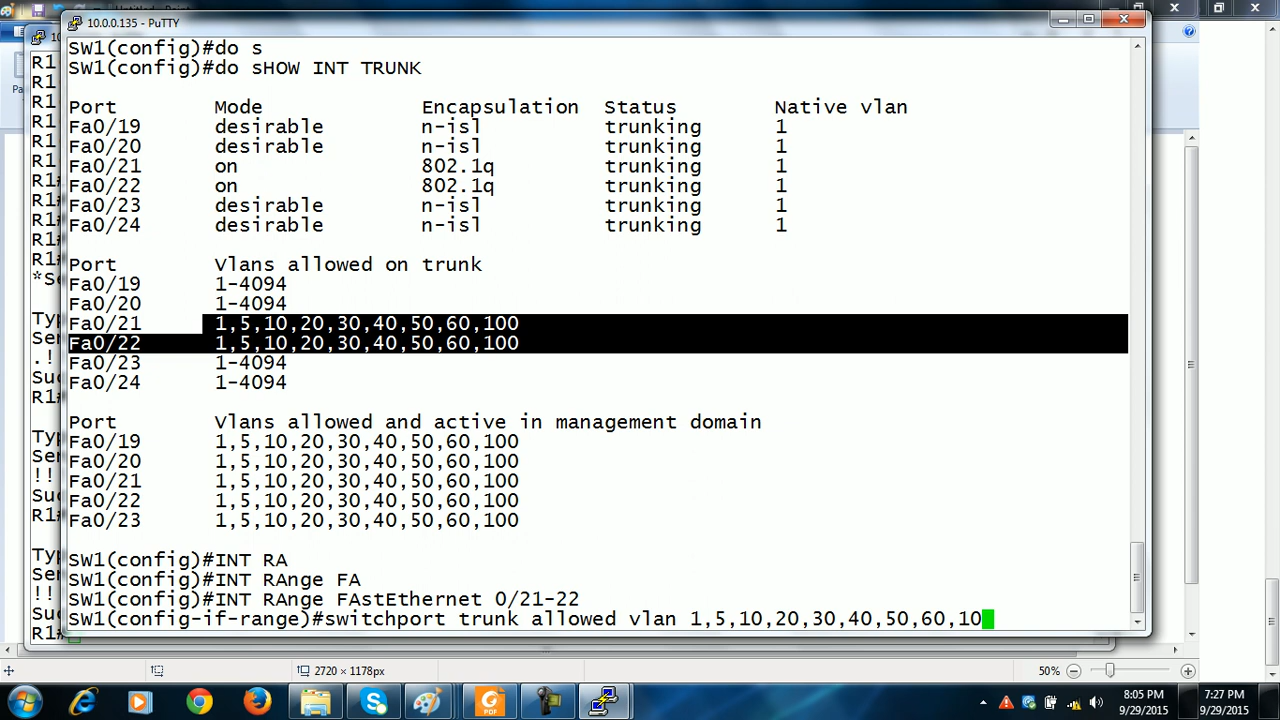 10.0.0.135 - PuTTY
SW1(config)#do s
SW1(config)#do sHOW INT TRUNK
Port Mode Encapsulation Status Native vlan
Fa0/19 desirable n-isl trunking 1
Fa0/20 desirable n-isl trunking 1
Fa0/21 on 802.1q trunking 1
Fa0/22 on 802.1q trunking 1
Fa0/23 desirable n-isl trunking 1
Fa0/24 desirable n-isl trunking 1
Port Vlans allowed on trunk
Fa0/19 1-4094
Fa0/20 1-4094
Fa0/21 1,5,10,20,30,40,50,60,100
Fa0/22 1,5,10,20,30,40,50,60,100
Fa0/23 1-4094
Fa0/24 1-4094
Port Vlans allowed and active in management domain
Fa0/19 1,5,10,20,30,40,50,60,100
Fa0/20 1,5,10,20,30,40,50,60,100
Fa0/21 1,5,10,20,30,40,50,60,100
Fa0/22 1,5,10,20,30,40,50,60,100
Fa0/23 1,5,10,20,30,40,50,60,100
SW1(config)#INT RA
SW1(config)#INT RAnge FA
SW1(config)#INT RAnge FAstEthernet 0/21-22
SW1(config-if-range)#switchport trunk allowed vlan 1,5,10,20,30,40,50,60,10
2720 × 1178px
50%
8:05 PM
9/29/2015
7:27 PM
9/29/2015